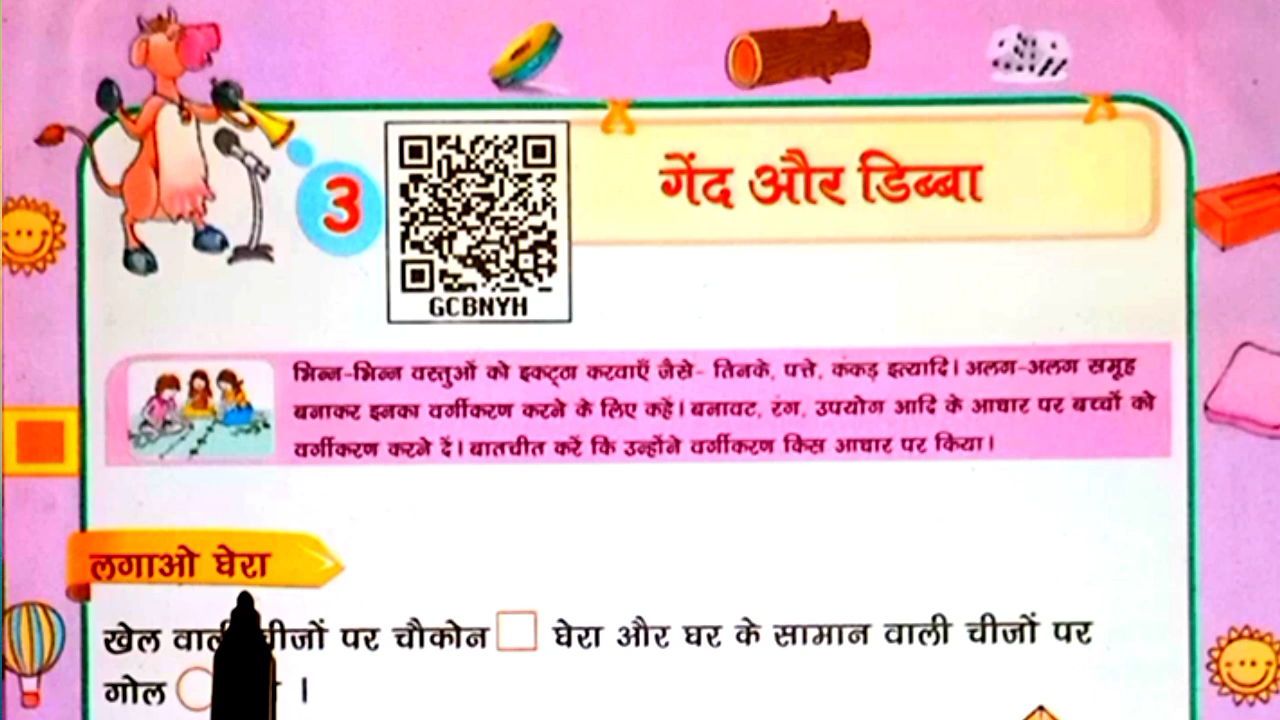 3
गेंद और डिब्बा
GCBNYH
भिन्न-भिन्न वस्तुओं को इकट्ठा करवाएँ जैसे- तिनके, पत्ते, कंकड़ इत्यादि। अलग-अलग समूह
बनाकर इनका वर्गीकरण करने के लिए कहें। बनावट, रंग, उपयोग आदि के आधार पर बच्चों को
वर्गीकरण करने दें। बातचीत करें कि उन्होंने वर्गीकरण किस आधार पर किया।
लगाओ घेरा
खेल चौकोन घेरा और घर के सामान वाली चीजों पर
गोल ।